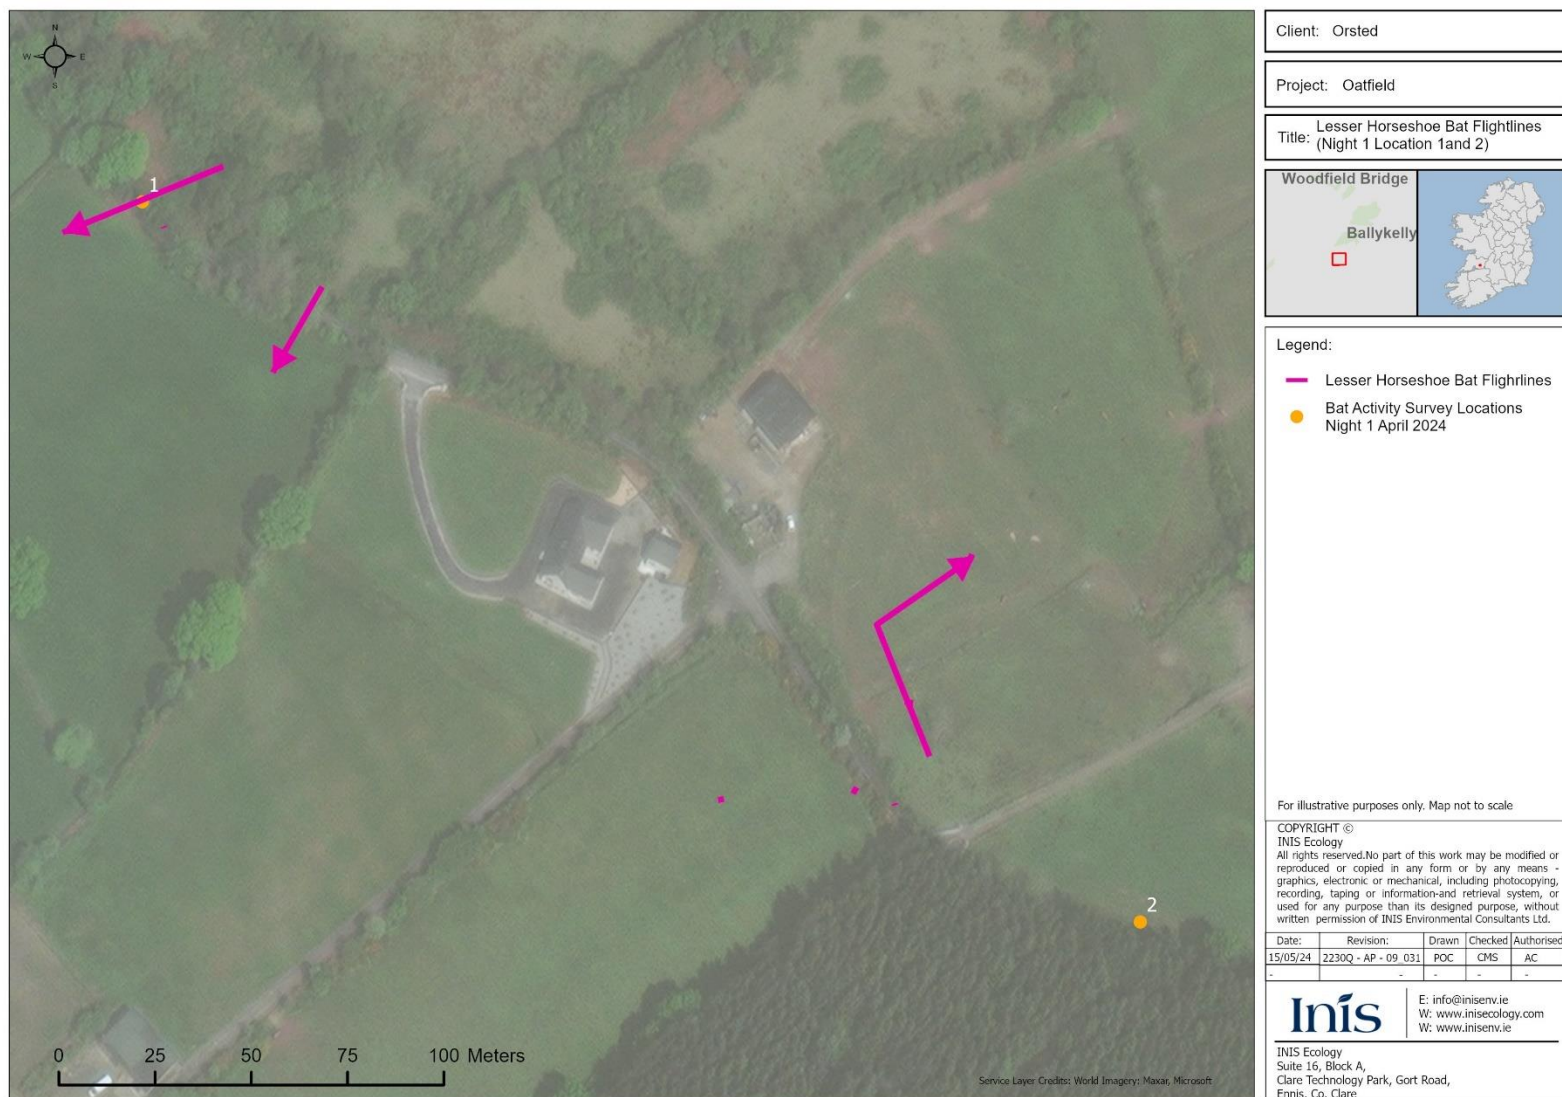 N
W E
S
1
2
0 25 50 75 100 Meters
Service Layer Credits: World Imagery: Maxar, Microsoft
Client: Orsted
Project: Oatfield
Title: Lesser Horseshoe Bat Flightlines
(Night 1 Location 1and 2)
Woodfield Bridge
Ballykelly
Legend:
Lesser Horseshoe Bat Flighrlines
Bat Activity Survey Locations
Night 1 April 2024
For illustrative purposes only. Map not to scale
COPYRIGHT ©
INIS Ecology
All rights reserved.No part of this work may be modified or
reproduced or copied in any form or by any means -
graphics, electronic or mechanical, including photocopying,
recording, taping or information-and retrieval system, or
used for any purpose than its designed purpose, without
written permission of INIS Environmental Consultants Ltd.
Date: Revision: Drawn Checked Authorised
15/05/24 2230Q - AP - 09_031 POC CMS AC
- - - - -
Inís
E: info@inisenv.ie
W: www.inisecology.com
W: www.inisenv.ie
INIS Ecology
Suite 16, Block A,
Clare Technology Park, Gort Road,
Ennis, Co. Clare